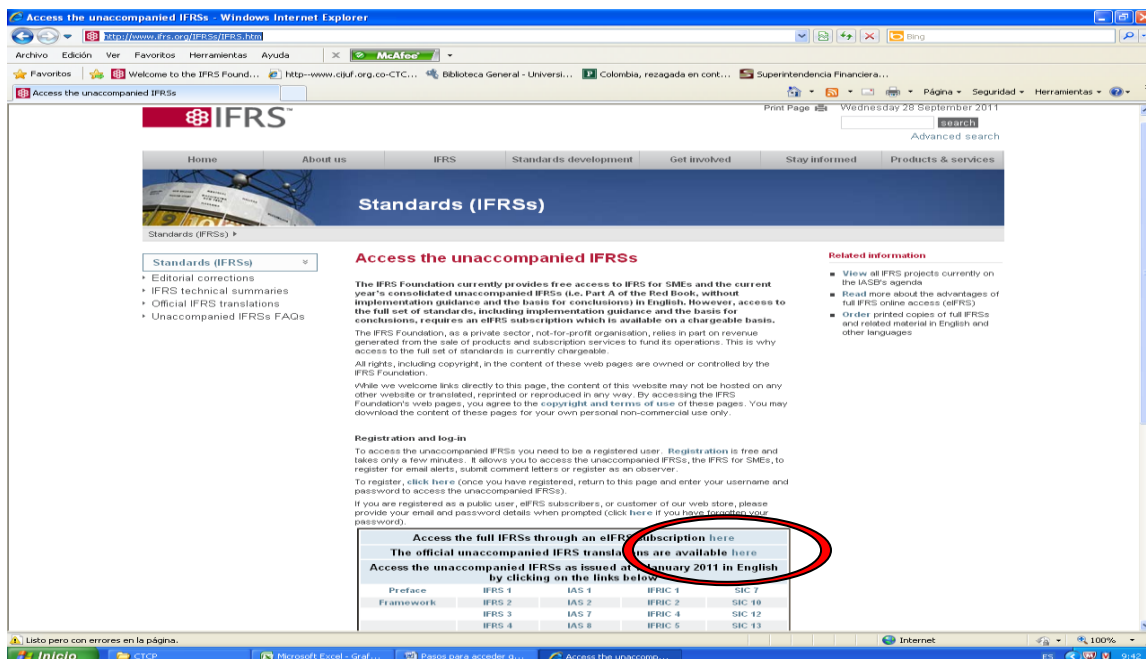 Access the unaccompanied IFRSs - Windows Internet Explorer
http://www.ifrs.org/IFRSs/IFRS.htm
Bing
Archivo Edición Ver Favoritos Herramientas Ayuda
McAfee
Favoritos Welcome to the IFRS Found... http--www.cijuf.org.co-CTC... Biblioteca General - Universi... Colombia, rezagada en cont... Superintendencia Financiera...
Access the unaccompanied IFRSs
Página Seguridad Herramientas
IFRS
Print Page Wednesday 28 September 2011
search
Advanced search
Home About us IFRS Standards development Get involved Stay informed Products & services
Standards (IFRSs)
Standards (IFRSs)
Standards (IFRSs)
Editorial corrections
IFRS technical summaries
Official IFRS translations
Unaccompanied IFRSs FAQs
Access the unaccompanied IFRSs
The IFRS Foundation currently provides free access to IFRS for SMEs and the current
year's consolidated unaccompanied IFRSs (i.e. Part A of the Red Book, without
implementation guidance and the basis for conclusions) in English. However, access to
the full set of standards, including implementation guidance and the basis for
conclusions, requires an eIFRS subscription which is available on a chargeable basis.
The IFRS Foundation, as a private sector, not-for-profit organisation, relies in part on revenue
generated from the sale of products and subscription services to fund its operations. This is why
access to the full set of standards is currently chargeable.
All rights, including copyright, in the content of these web pages are owned or controlled by the
IFRS Foundation.
While we welcome links directly to this page, the content of this website may not be hosted on any
other website or translated, reprinted or reproduced in any way. By accessing the IFRS
Foundation's web pages, you agree to the copyright and terms of use of these pages. You may
download the content of these pages for your own personal non-commercial use only.
Registration and log-in
To access the unaccompanied IFRSs you need to be a registered user. Registration is free and
takes only a few minutes. It allows you to access the unaccompanied IFRSs, the IFRS for SMEs, to
register for email alerts, submit comment letters or register as an observer.
To register, click here (once you have registered, return to this page and enter your username and
password to access the unaccompanied IFRSs).
If you are registered as a public user, eIFRS subscribers, or customer of our web store, please
provide your email and password details when prompted (click here if you have forgotten your
password).
Access the full IFRSs through an eIFRS subscription here
The official unaccompanied IFRS translations are available here
Access the unaccompanied IFRSs as issued at 1 January 2011 in English
by clicking on the links below
Preface IFRS 1 IAS 1 IFRIC 1 SIC 7
Framework IFRS 2 IAS 2 IFRIC 2 SIC 10
IFRS 3 IAS 7 IFRIC 4 SIC 12
IFRS 4 IAS 8 IFRIC 5 SIC 13
Related information
View all IFRS projects currently on
the IASB's agenda
Read more about the advantages of
full IFRS online access (eIFRS)
Order printed copies of full IFRSs
and related material in English and
other languages
Listo pero con errores en la página.
Internet 100%
Inicio CTCP Microsoft Excel - Graf... Pasos para acceder a... Access the unaccomp... ES 9:42